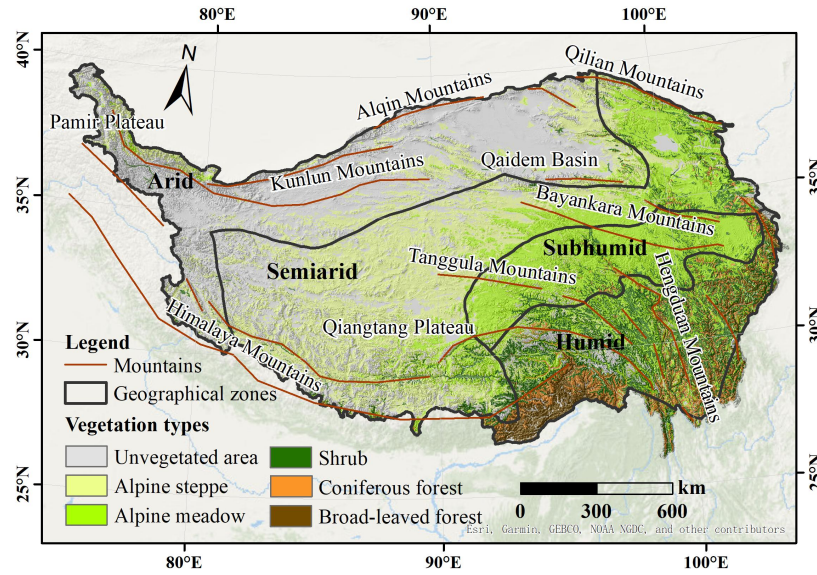 80°E
90°E
100°E
40°N
35°N
30°N
25°N
N
Qilian Mountains
Alqin Mountains
Pamir Plateau
Arid
Kunlun Mountains
Qaidem Basin
35°N
Bayankara Mountains
Subhumid
Semiarid
Tanggula Mountains
Hengduan Mountains
Qiangtang Plateau
Himalaya Mountains
Humid
30°N
Legend
Mountains
Geographical zones
Vegetation types
Unvegetated area
Shrub
Alpine steppe
Coniferous forest
Alpine meadow
Broad-leaved forest
km
0 300 600
25°N
Esri, Garmin, GEBCO, NOAA NGDC, and other contributors
80°E
90°E
100°E